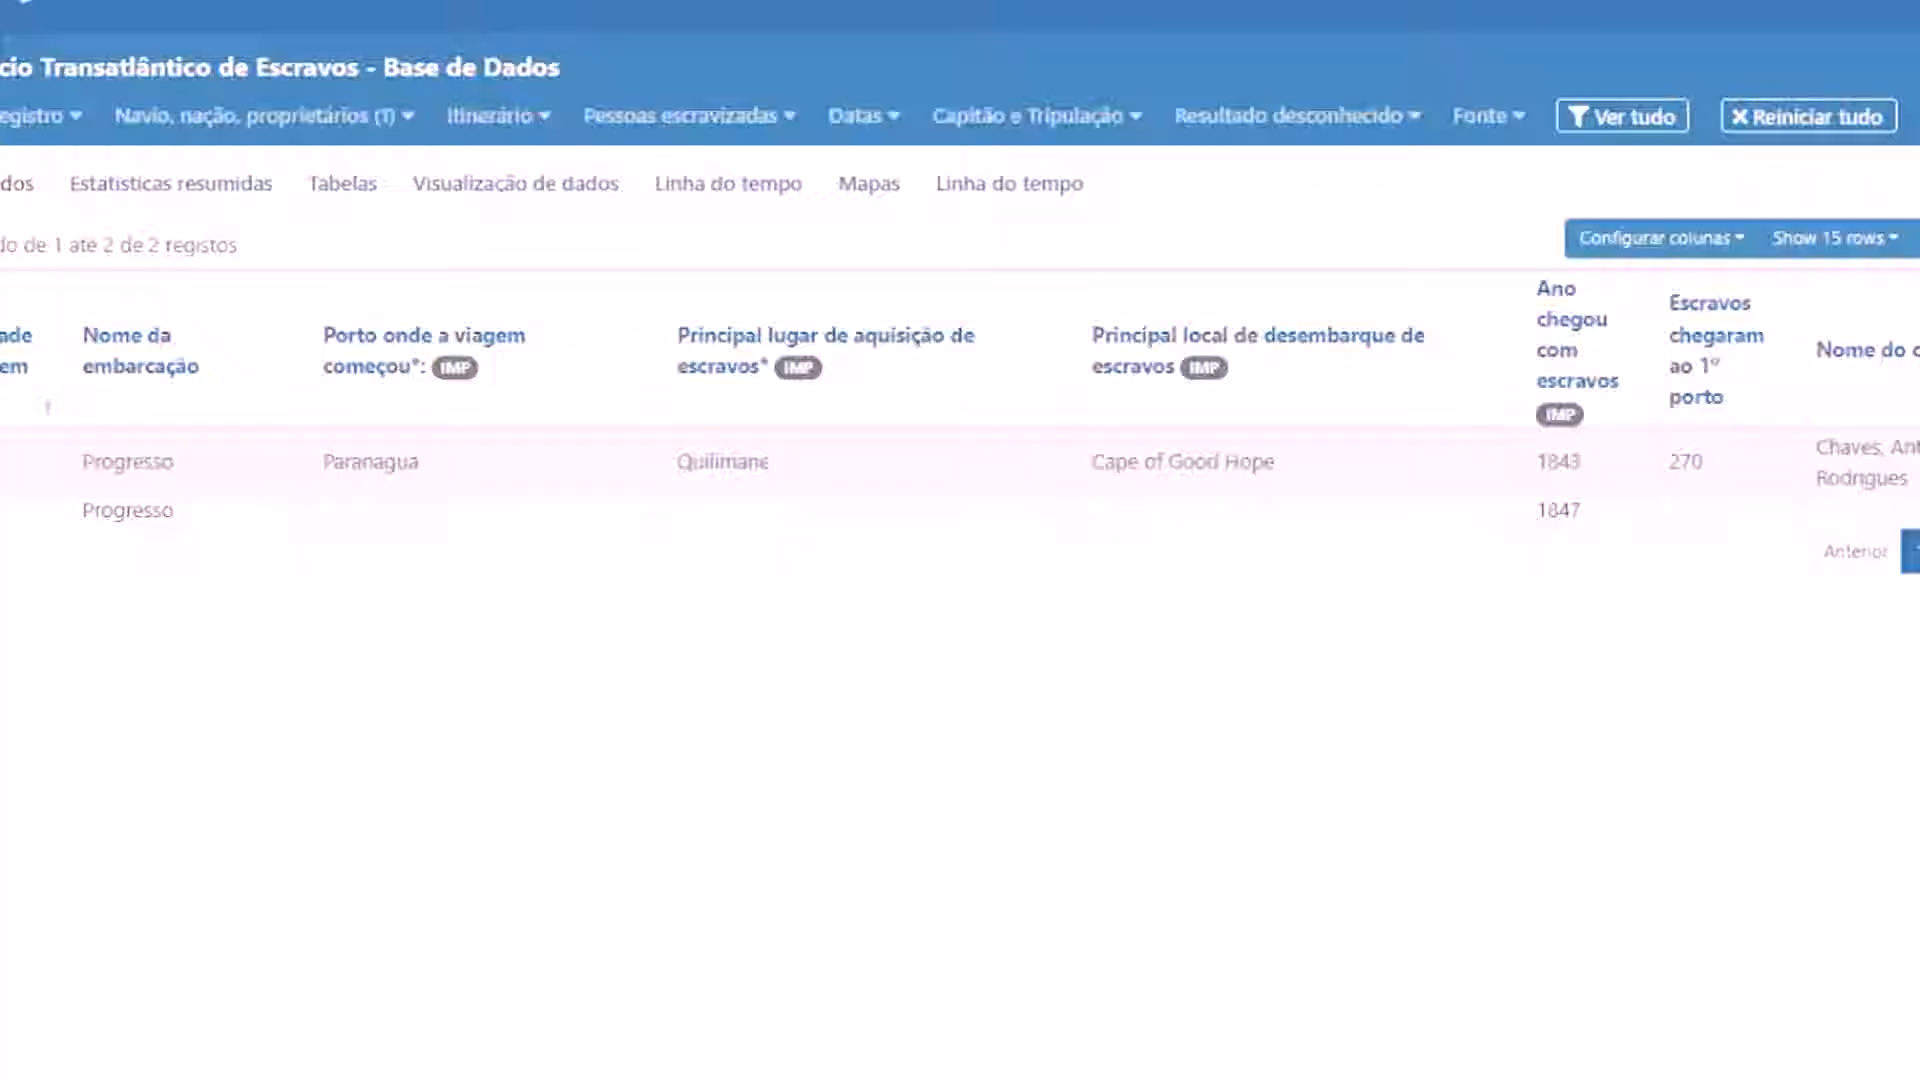 cio Transatlântico de Escravos - Base de Dados
egistro Navio, nação, proprietários (1) Itinerário Pessoas escravizadas Datas Capitão e Tripulação Resultado desconhecido Fonte Ver tudo Reiniciar tudo
dos Estatísticas resumidas Tabelas Visualização de dados Linha do tempo Mapas Linha do tempo
do de 1 até 2 de 2 registos
Configurar colunas Show 15 rows
ade
em
Nome da
embarcação
Porto onde a viagem
começou*: IMP
Principal lugar de aquisição de
escravos* IMP
Principal local de desembarque de
escravos IMP
Ano
chegou
com
escravos
IMP
Escravos
chegaram
ao 1º
porto
Nome do c
Progresso Paranagua Quilimane Cape of Good Hope 1843 270 Chaves, Ant
Rodrigues
Progresso 1847
Anterior